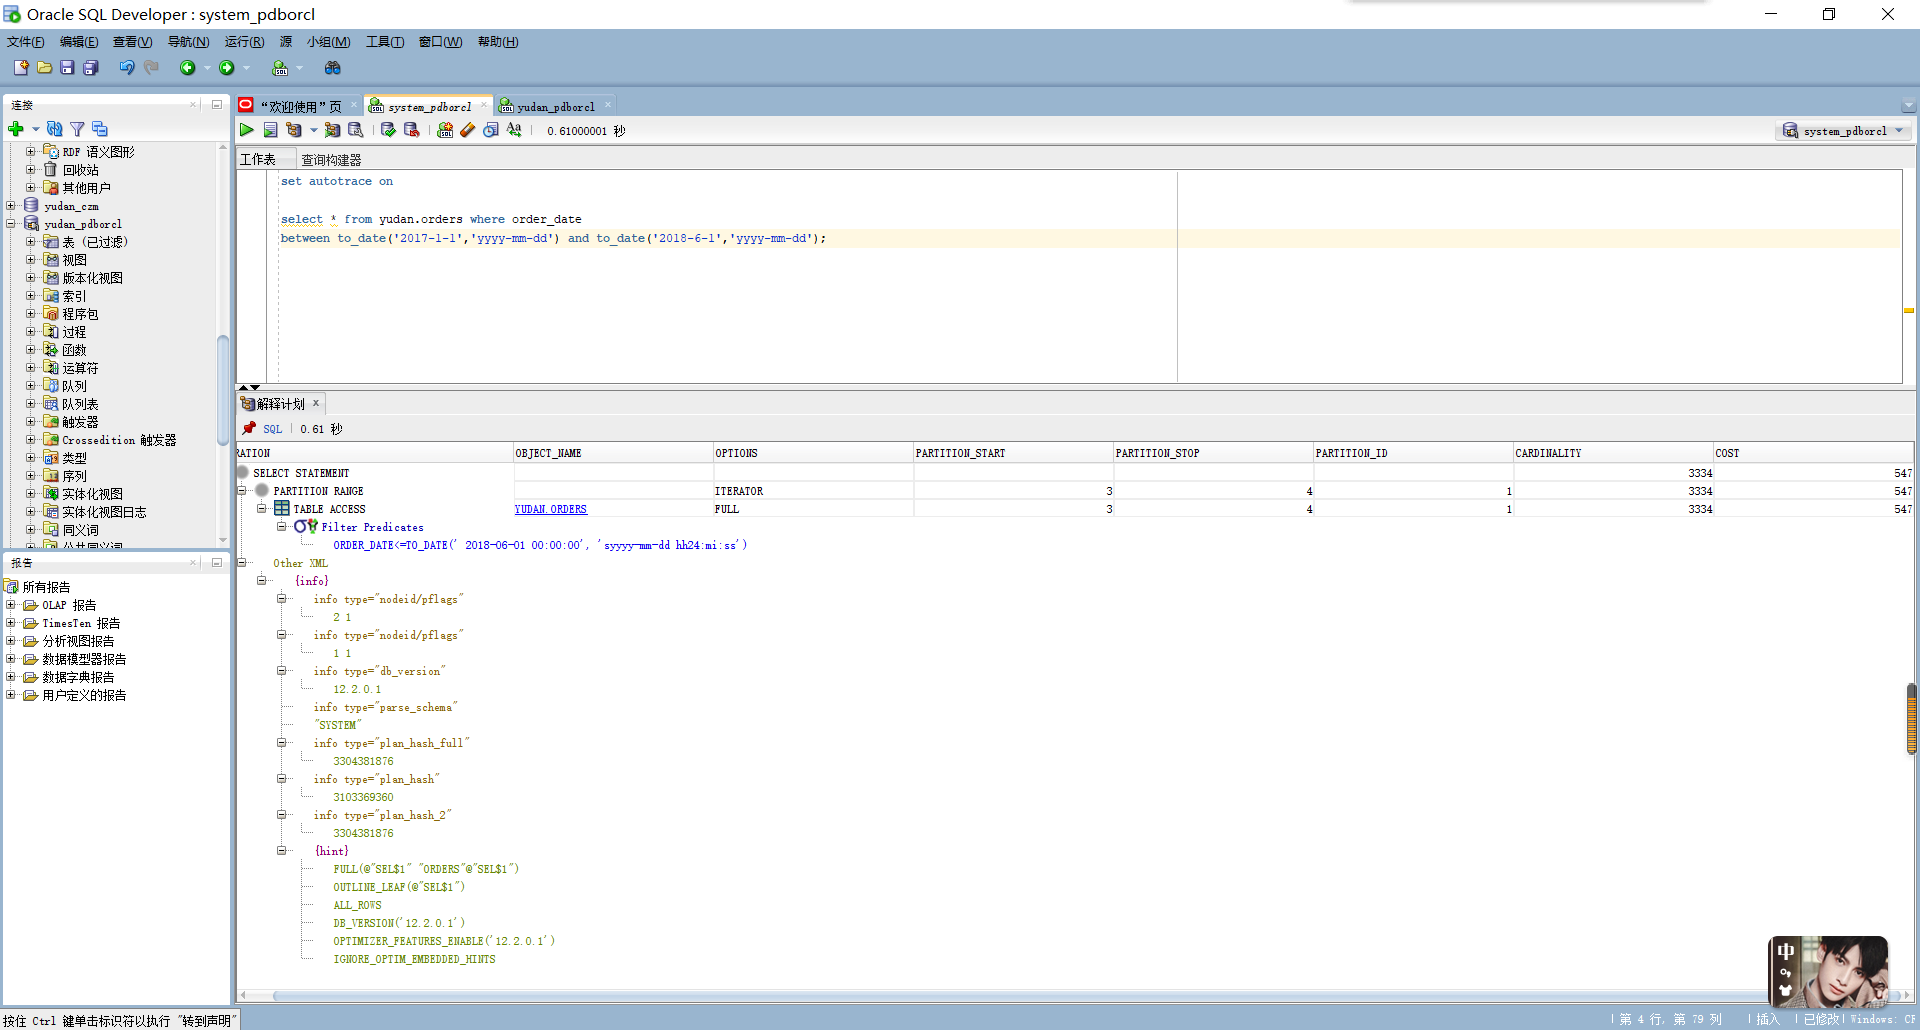 Oracle SQL Developer : system_pdborcl
文件(F) 编辑(E) 查看(V) 导航(N) 运行(R) 源 小组(M) 工具(T) 窗口(W) 帮助(H)
连接
RDF 语义图形
回收站
其他用户
yudan_czm
yudan_pdborcl
表 (已过滤)
视图
版本化视图
索引
程序包
过程
函数
运算符
队列
队列表
触发器
Crossedition 触发器
类型
序列
实体化视图
实体化视图日志
同义词
公共同义词
报告
所有报告
OLAP 报告
TimesTen 报告
分析视图报告
数据模型器报告
数据字典报告
用户定义的报告
“欢迎使用”页 system_pdborcl yudan_pdborcl
0.61000001 秒
system_pdborcl
工作表 查询构建器
set autotrace on
select * from yudan.orders where order_date
between to_date('2017-1-1','yyyy-mm-dd') and to_date('2018-6-1','yyyy-mm-dd');
解释计划
SQL | 0.61 秒
RATION OBJECT_NAME OPTIONS PARTITION_START PARTITION_STOP PARTITION_ID CARDINALITY COST
SELECT STATEMENT 3334 547
PARTITION RANGE ITERATOR 3 4 1 3334 547
TABLE ACCESS YUDAN.ORDERS FULL 3 4 1 3334 547
Filter Predicates
ORDER_DATE<=TO_DATE(' 2018-06-01 00:00:00', 'syyyy-mm-dd hh24:mi:ss')
Other XML
{info}
info type="nodeid/pflags"
2 1
info type="nodeid/pflags"
1 1
info type="db_version"
12.2.0.1
info type="parse_schema"
"SYSTEM"
info type="plan_hash_full"
3304381876
info type="plan_hash"
3103369360
info type="plan_hash_2"
3304381876
{hint}
FULL(@"SEL$1" "ORDERS"@"SEL$1")
OUTLINE_LEAF(@"SEL$1")
ALL_ROWS
DB_VERSION('12.2.0.1')
OPTIMIZER_FEATURES_ENABLE('12.2.0.1')
IGNORE_OPTIM_EMBEDDED_HINTS
中
按住 Ctrl 键单击标识符以执行 "转到声明"
第 4 行, 第 79 列 | 插入 | 已修改 | Windows: CF